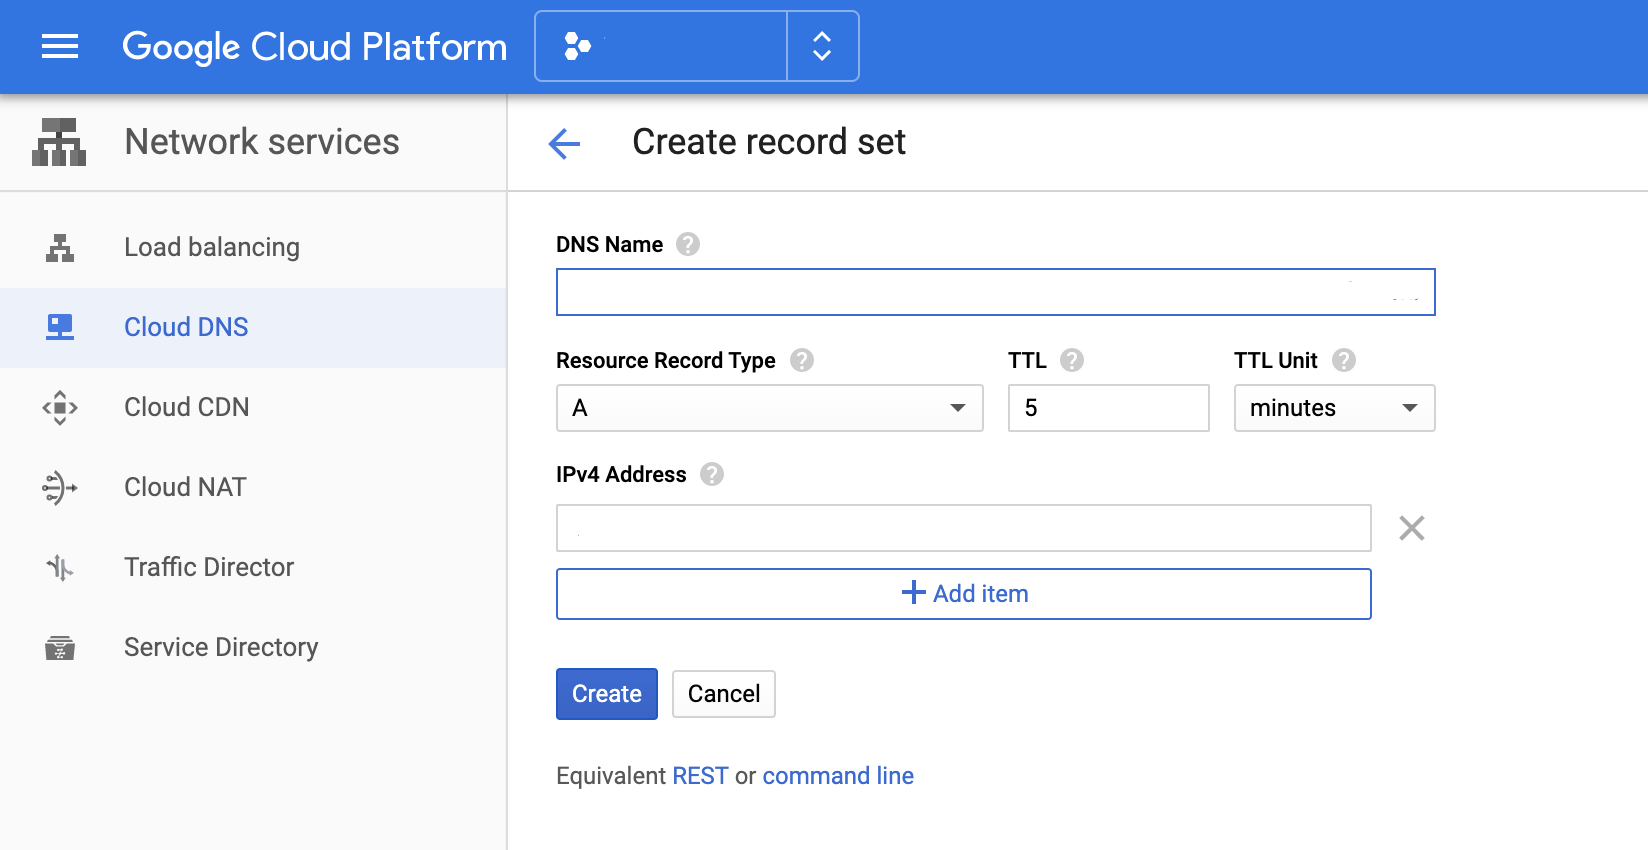 Google Cloud Platform
Network services
Load balancing
Cloud DNS
Cloud CDN
Cloud NAT
Traffic Director
Service Directory
Create record set
DNS Name
Resource Record Type TTL TTL Unit
A 5 minutes
IPv4 Address
Add item
Create Cancel
Equivalent REST or command line